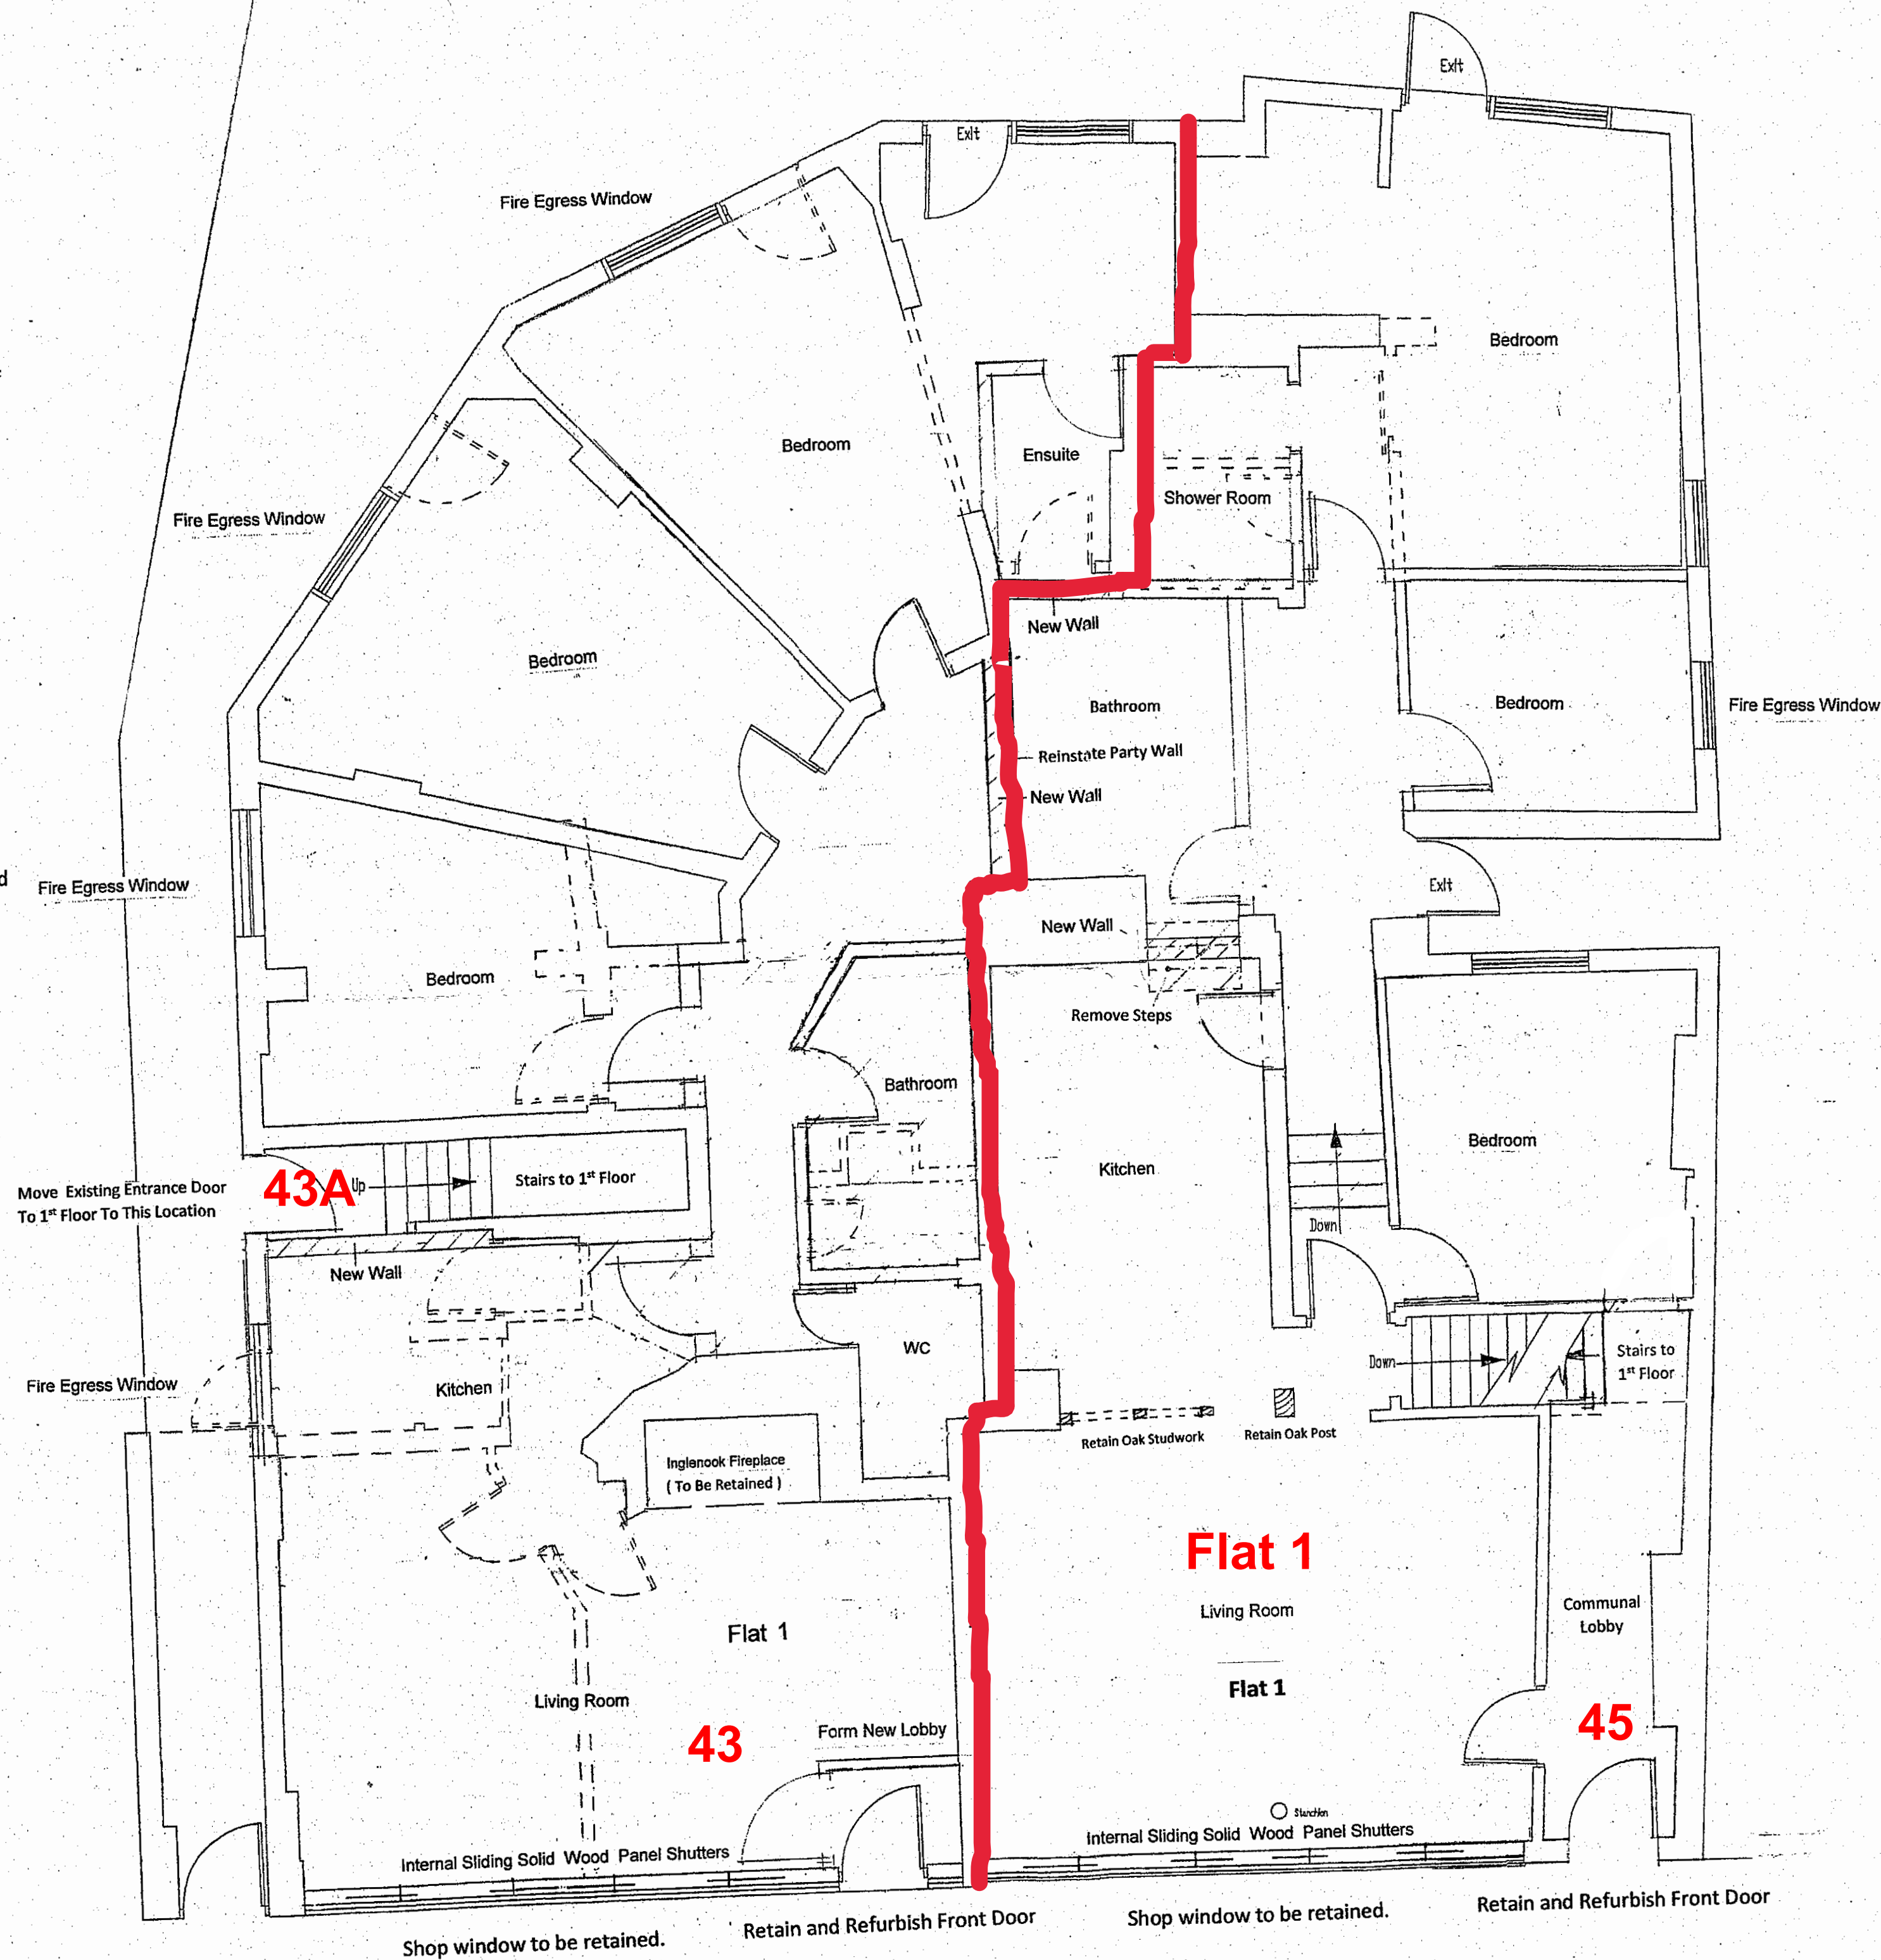 Exit
Exit
Fire Egress Window
Bedroom
Bedroom
Ensuite
Shower Room
Fire Egress Window
New Wall
Bedroom
Bathroom
Bedroom
Fire Egress Window
Reinstate Party Wall
New Wall
d
Fire Egress Window
Exit
New Wall
Bedroom
Remove Steps
Bathroom
Bedroom
Kitchen
Move Existing Entrance Door
To 1st Floor To This Location
43A
Up
Stairs to 1st Floor
Down
New Wall
WC
Down
Stairs to
1st Floor
Fire Egress Window
Kitchen
Retain Oak Studwork
Retain Oak Post
Inglenook Fireplace
( To Be Retained )
Flat 1
Living Room
Communal
Lobby
Flat 1
Flat 1
Living Room
43
Form New Lobby
45
Stanchion
Internal Sliding Solid Wood Panel Shutters
Internal Sliding Solid Wood Panel Shutters
Shop window to be retained.
Retain and Refurbish Front Door
Shop window to be retained.
Retain and Refurbish Front Door